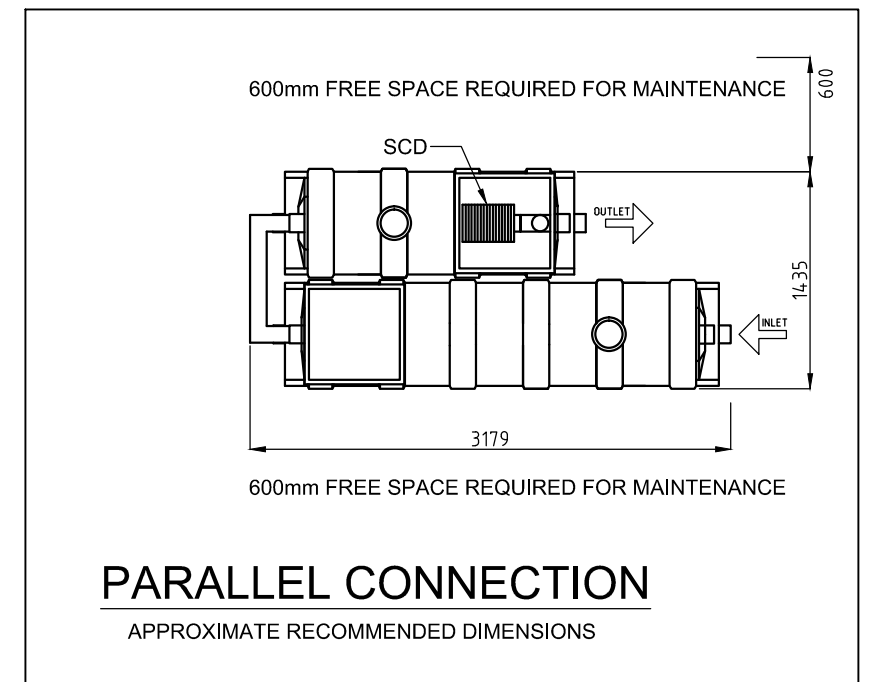 600mm FREE SPACE REQUIRED FOR MAINTENANCE
600
SCD
OUTLET
1435
INLET
3179
600mm FREE SPACE REQUIRED FOR MAINTENANCE
PARALLEL CONNECTION
APPROXIMATE RECOMMENDED DIMENSIONS